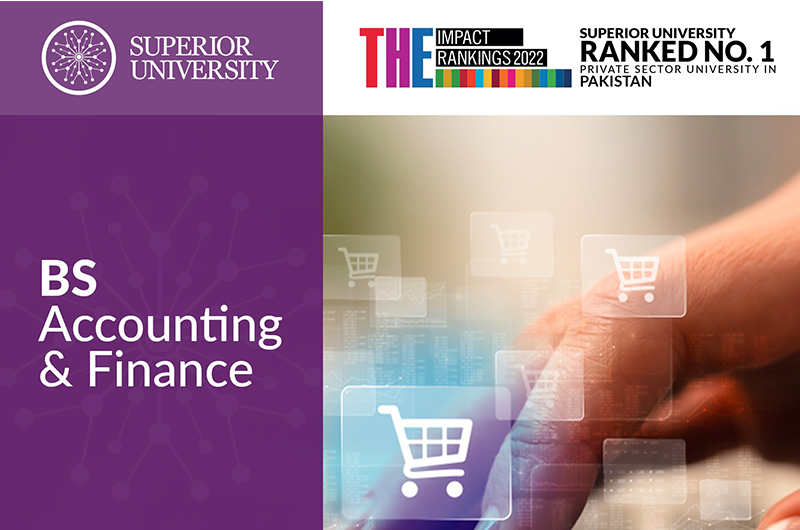 SUPERIOR
UNIVERSITY
THE
IMPACT
RANKINGS 2022
SUPERIOR UNIVERSITY
RANKED NO. 1
PRIVATE SECTOR UNIVERSITY IN
PAKISTAN
BS
Accounting
& Finance